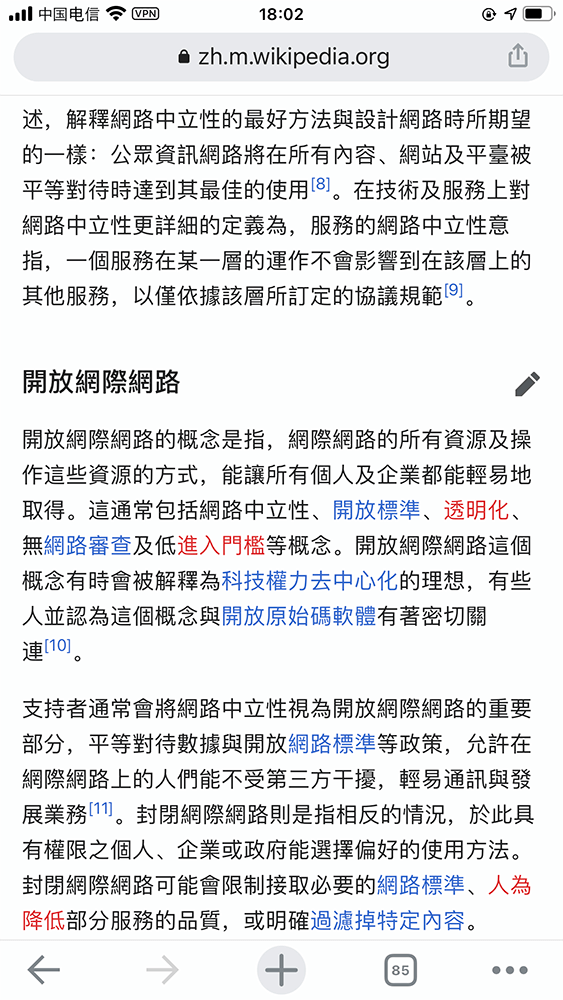 中国电信 VPN 18:02
zh.m.wikipedia.org
述，解釋網路中立性的最好方法與設計網路時所期望
的一樣：公眾資訊網路將在所有內容、網站及平臺被
平等對待時達到其最佳的使用[8]。在技術及服務上對
網路中立性更詳細的定義為，服務的網路中立性意
指，一個服務在某一層的運作不會影響到在該層上的
其他服務，以僅依據該層所訂定的協議規範[9]。
開放網際網路
開放網際網路的概念是指，網際網路的所有資源及操
作這些資源的方式，能讓所有個人及企業都能輕易地
取得。這通常包括網路中立性、開放標準、透明化、
無網路審查及低進入門檻等概念。開放網際網路這個
概念有時會被解釋為科技權力去中心化的理想，有些
人並認為這個概念與開放原始碼軟體有著密切關
連[10]。
支持者通常會將網路中立性視為開放網際網路的重要
部分，平等對待數據與開放網路標準等政策，允許在
網際網路上的人們能不受第三方干擾，輕易通訊與發
展業務[11]。封閉網際網路則是指相反的情況，於此具
有權限之個人、企業或政府能選擇偏好的使用方法。
封閉網際網路可能會限制接取必要的網路標準、人為
降低部分服務的品質，或明確過濾掉特定內容。
85